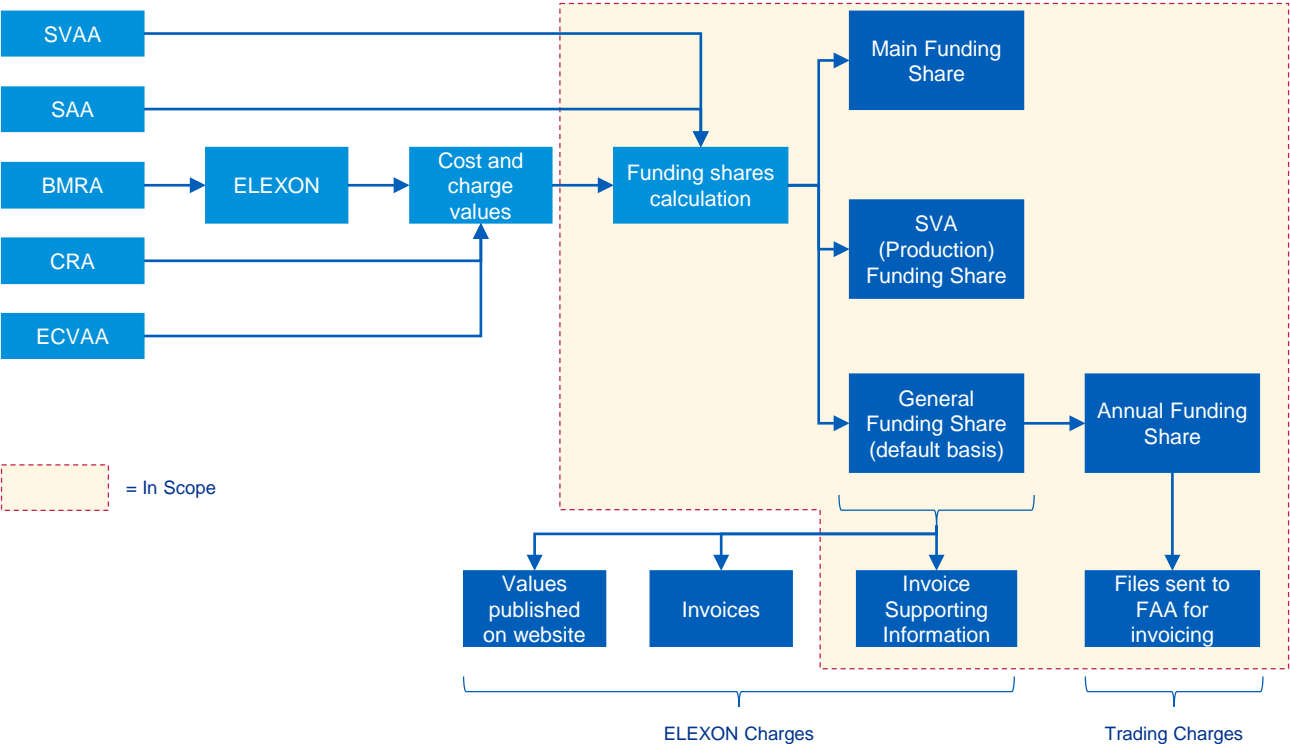 SVAA
SAA
BMRA
CRA
ECVAA
ELEXON
Cost and
charge
values
Funding shares
calculation
Main Funding
Share
SVA
(Production)
Funding Share
General
Funding Share
(default basis)
Annual Funding
Share
= In Scope
Values
published
on website
Invoices
Invoice
Supporting
Information
Files sent to
FAA for
invoicing
ELEXON Charges
Trading Charges